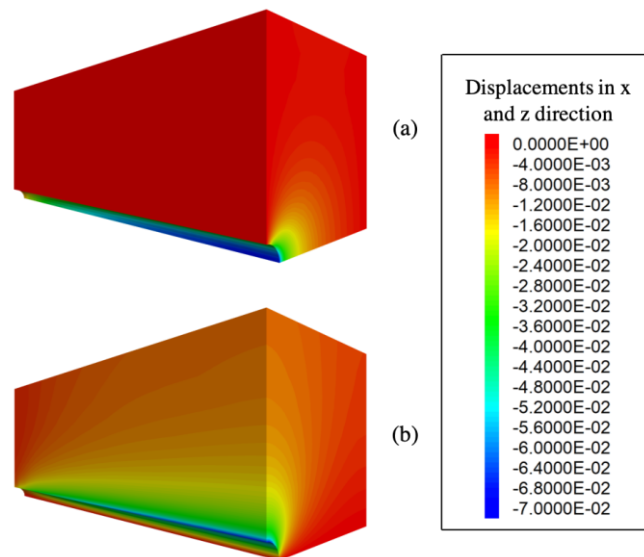 (a)
(b)
Displacements in x
and z direction
0.0000E+00
-4.0000E-03
-8.0000E-03
-1.6000E-02
-2.0000E-02
-2.4000E-02
-2.8000E-02
-3.2000E-02
-3.6000E-02
-4.0000E-02
-4.4000E-02
-4.8000E-02
-5.2000E-02
-5.6000E-02
-6.0000E-02
-6.4000E-02
-6.8000E-02
-7.0000E-02